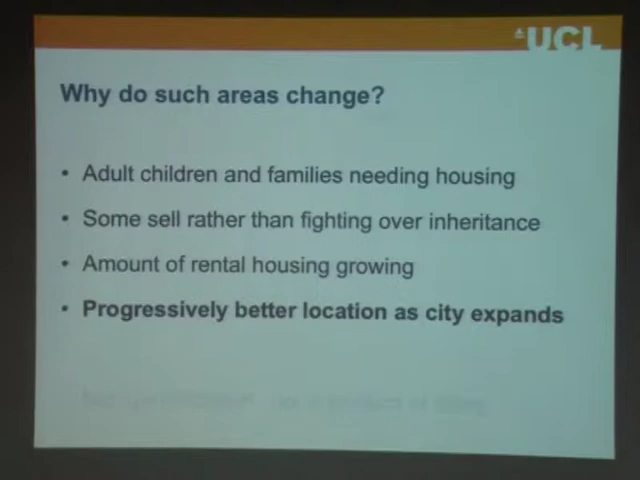 UCL
Why do such areas change?
• Adult children and families needing housing
• Some sell rather than fighting over inheritance
• Amount of rental housing growing
• Progressively better location as city expands